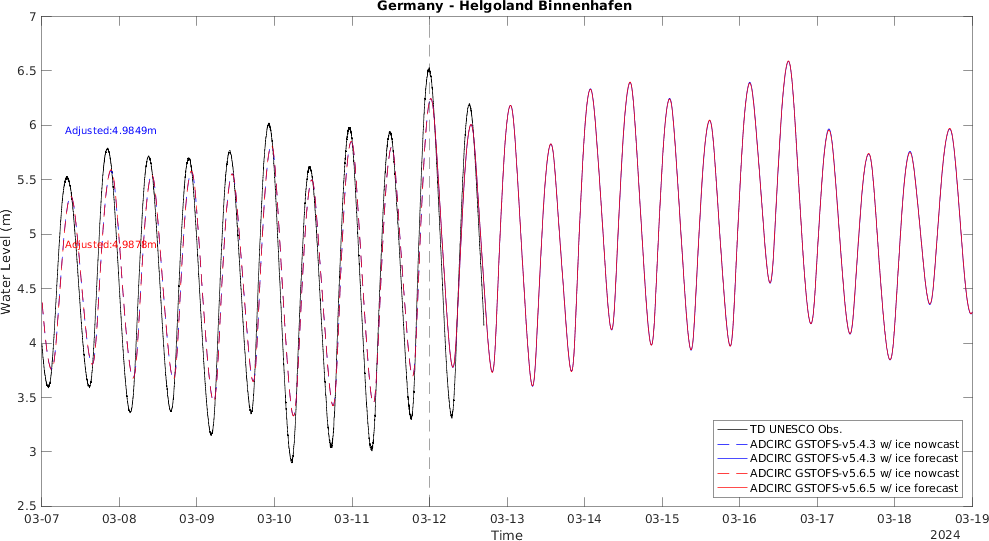 Germany - Helgoland Binnenhafen
7
6.5
6
5.5
5
4.5
4
3.5
3
2.5
Water Level (m)
Adjusted:4.9849m
Adjusted:4.9878m
TD UNESCO Obs.
ADCIRC GSTOFS-v5.4.3 w/ ice nowcast
ADCIRC GSTOFS-v5.4.3 w/ ice forecast
ADCIRC GSTOFS-v5.6.5 w/ ice nowcast
ADCIRC GSTOFS-v5.6.5 w/ ice forecast
03-07 03-08 03-09 03-10 03-11 03-12 03-13 03-14 03-15 03-16 03-17 03-18 03-19
Time
2024